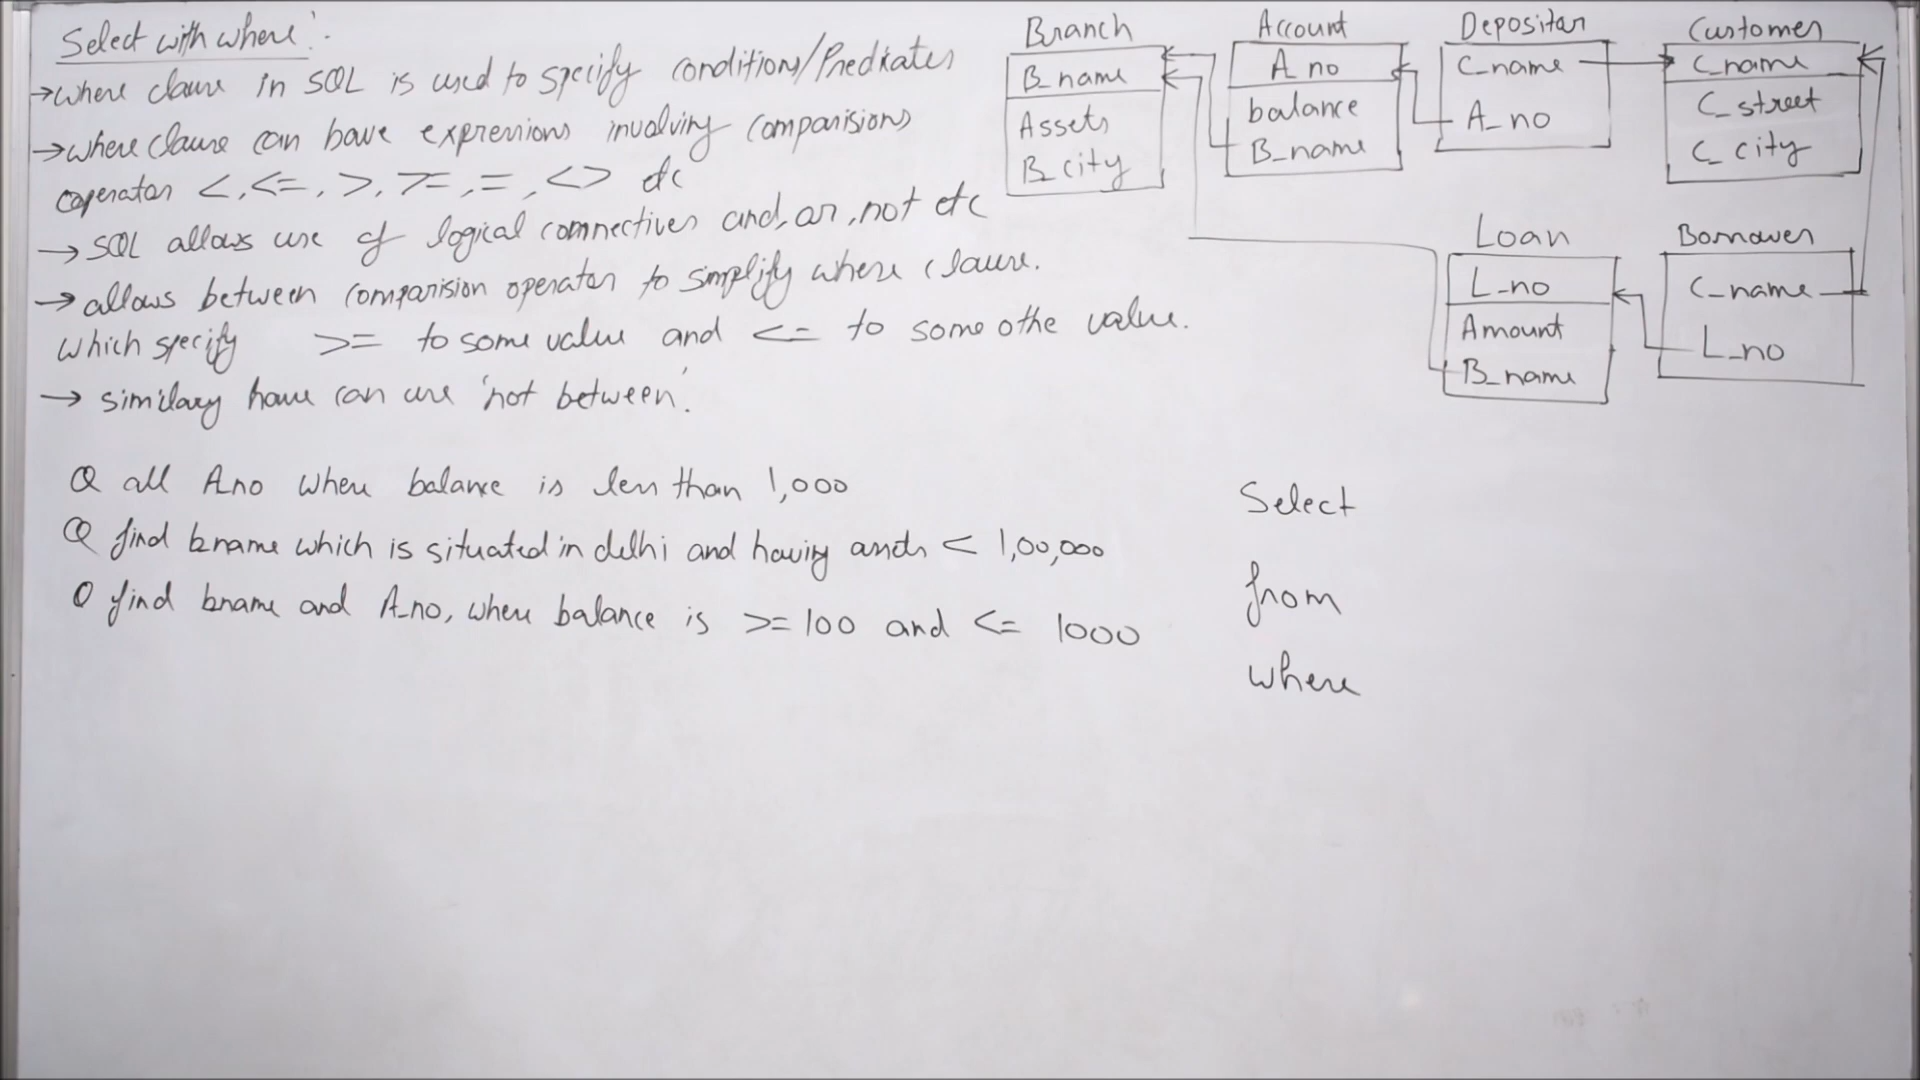 Select with where :-
→ where clause in SQL is used to specify conditions/Predicates
→ where clause can have expressions involving comparisions
operator <, <=, >, >=, =, <> etc
→ SQL allows use of logical connectives and, or, not etc
→ allows between comparision operator to simplify where clause.
which specify >= to some value and <= to some othe value.
→ similary have can use 'not between'.
Q all Ano where balance is less than 1,000
Q find bname which is situated in delhi and having assets < 1,00,000
Q find bname and A_no, where balance is >= 100 and <= 1000
Branch
B_name
Assets
B_city
Account
A_no
balance
B_name
Depositor
C_name
A_no
Customer
C_name
C_street
C_city
Loan
L_no
Amount
B_name
Borrower
C_name
L_no
Select
from
where